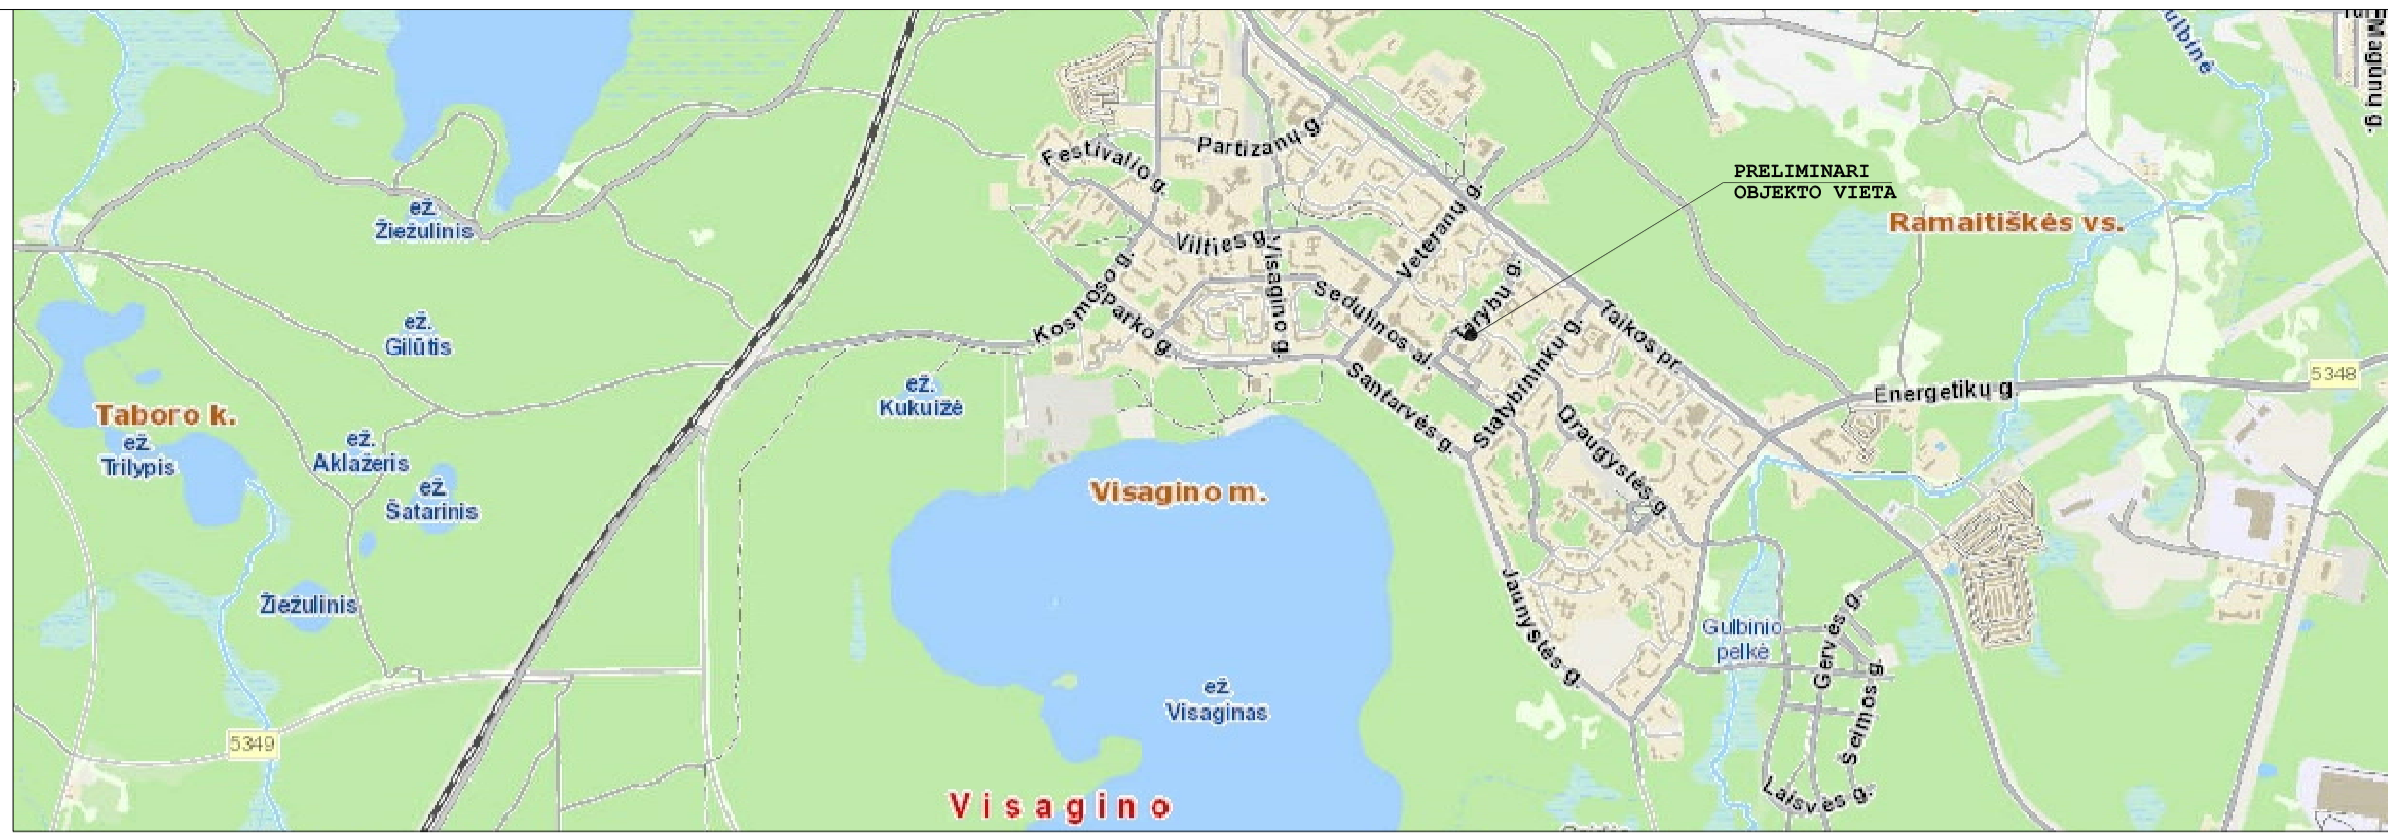 Gulbinė
Magūnų g.
Partizanų g.
Festivalio g.
PRELIMINARI
OBJEKTO VIETA
Veteranų g.
ež.
Žiežulinis
Ramaitiškės vs.
Vilties g.
Visagino g.
Kosmoso g.
Parko g.
Sedulinos al.
Tarybų g.
Statybininkų g.
Taikos pr.
ež.
Gilūtis
ež.
Kukuižė
Santarvės g.
Energetikų g.
5348
Taboro k.
ež.
Trilypis
ež.
Aklažeris
ež.
Šatarinis
Draugystės g.
Visagino m.
Žiežulinis
Jaunystės g.
Gulbinio
pelkė
Gervės g.
Šeimos g.
ež.
Visaginas
5349
Laisvės g.
Visagino